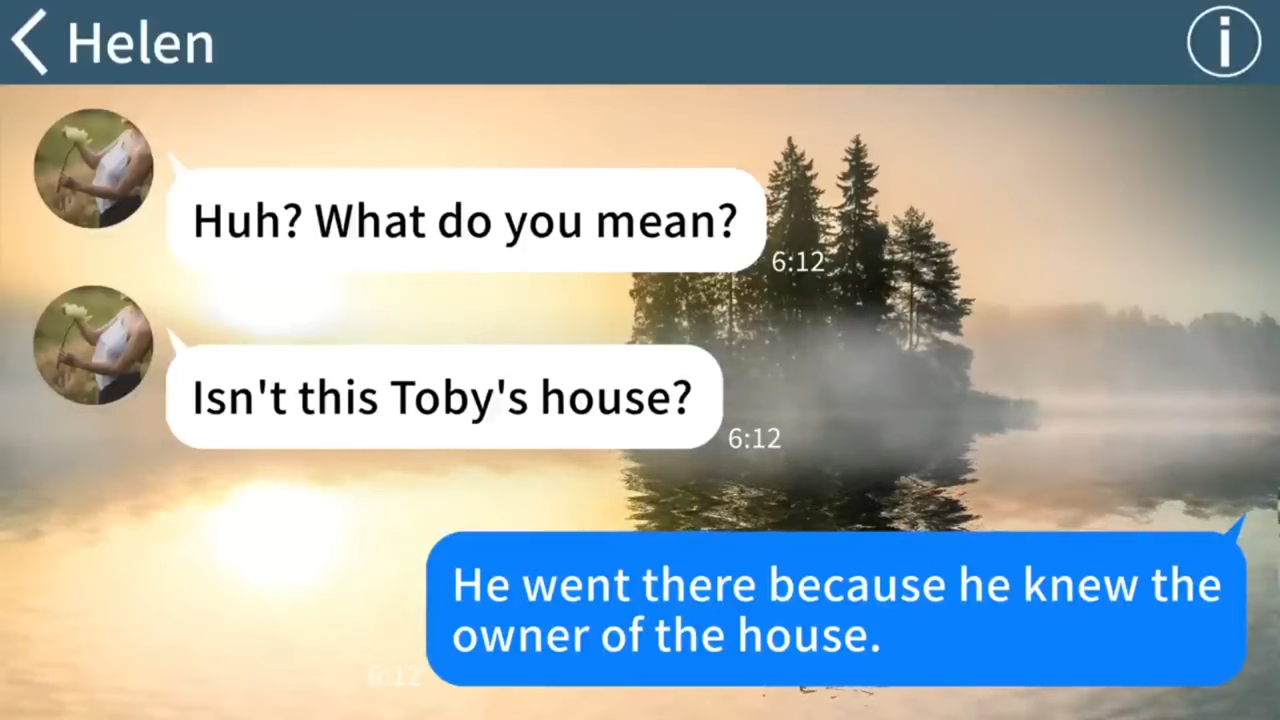 Helen
Huh? What do you mean?
6:12
Isn't this Toby's house?
6:12
He went there because he knew the
owner of the house.
6:12